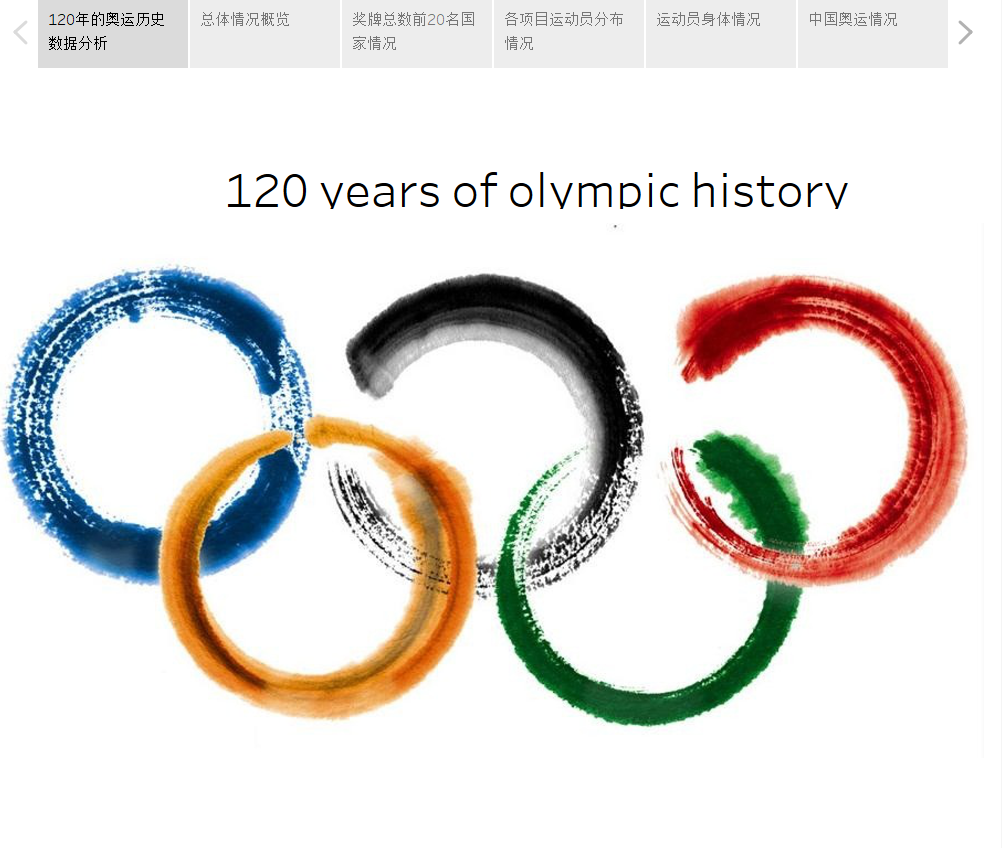 120年的奥运历史
数据分析
总体情况概览
奖牌总数前20名国
家情况
各项目运动员分布
情况
运动员身体情况
中国奥运情况
120 years of olympic history